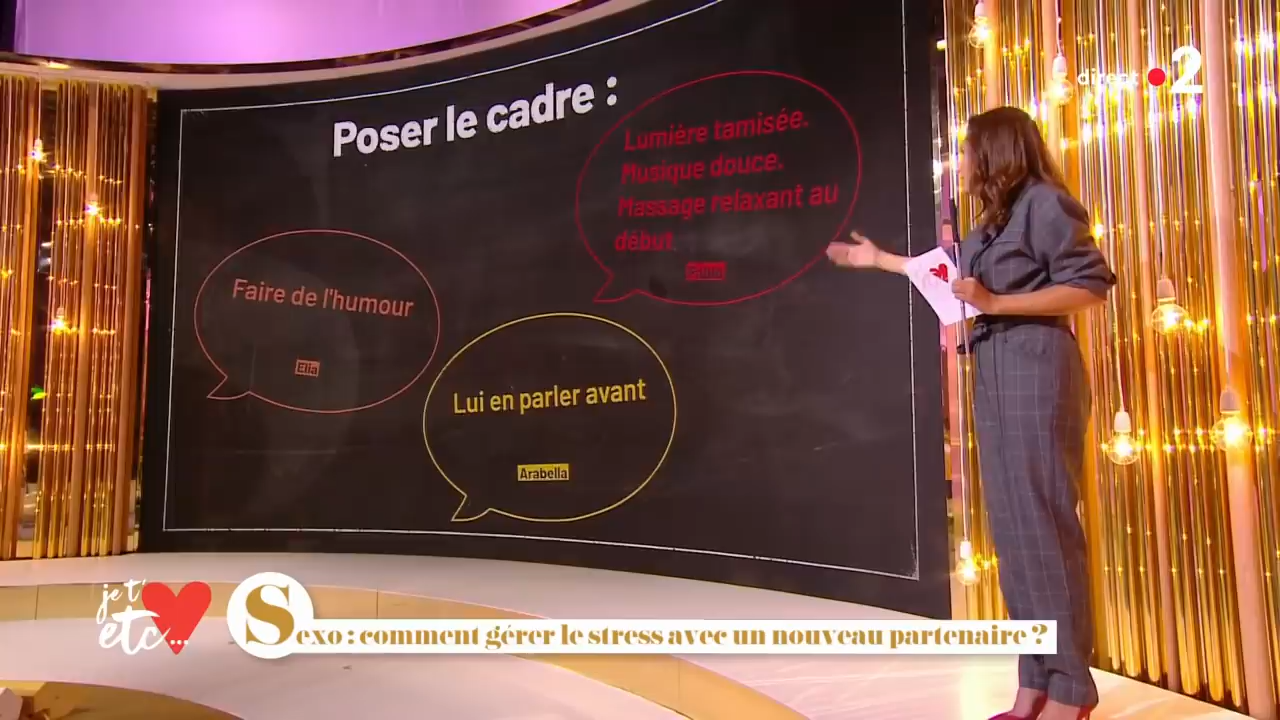 direct 2
Poser le cadre :
Lumière tamisée.
Musique douce.
Massage relaxant au
début.
Faire de l'humour
Ella
Lui en parler avant
Arabella
je t'
etc...
Sexo : comment gérer le stress avec un nouveau partenaire ?